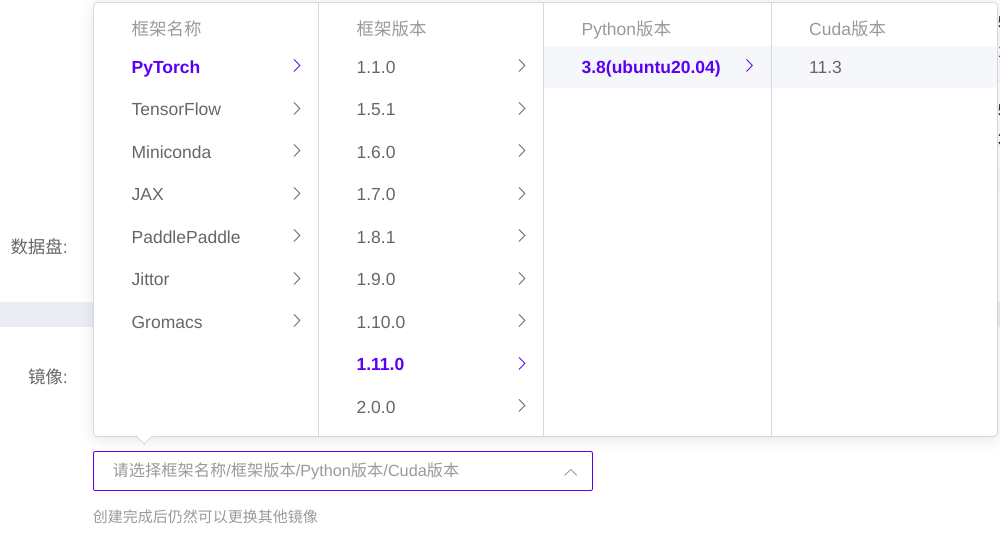 框架名称
PyTorch
TensorFlow
Miniconda
JAX
PaddlePaddle
Jittor
Gromacs
框架版本
1.1.0
1.5.1
1.6.0
1.7.0
1.8.1
1.9.0
1.10.0
1.11.0
2.0.0
Python版本
3.8(ubuntu20.04)
Cuda版本
11.3
数据盘:
镜像:
请选择框架名称/框架版本/Python版本/Cuda版本
创建完成后仍然可以更换其他镜像